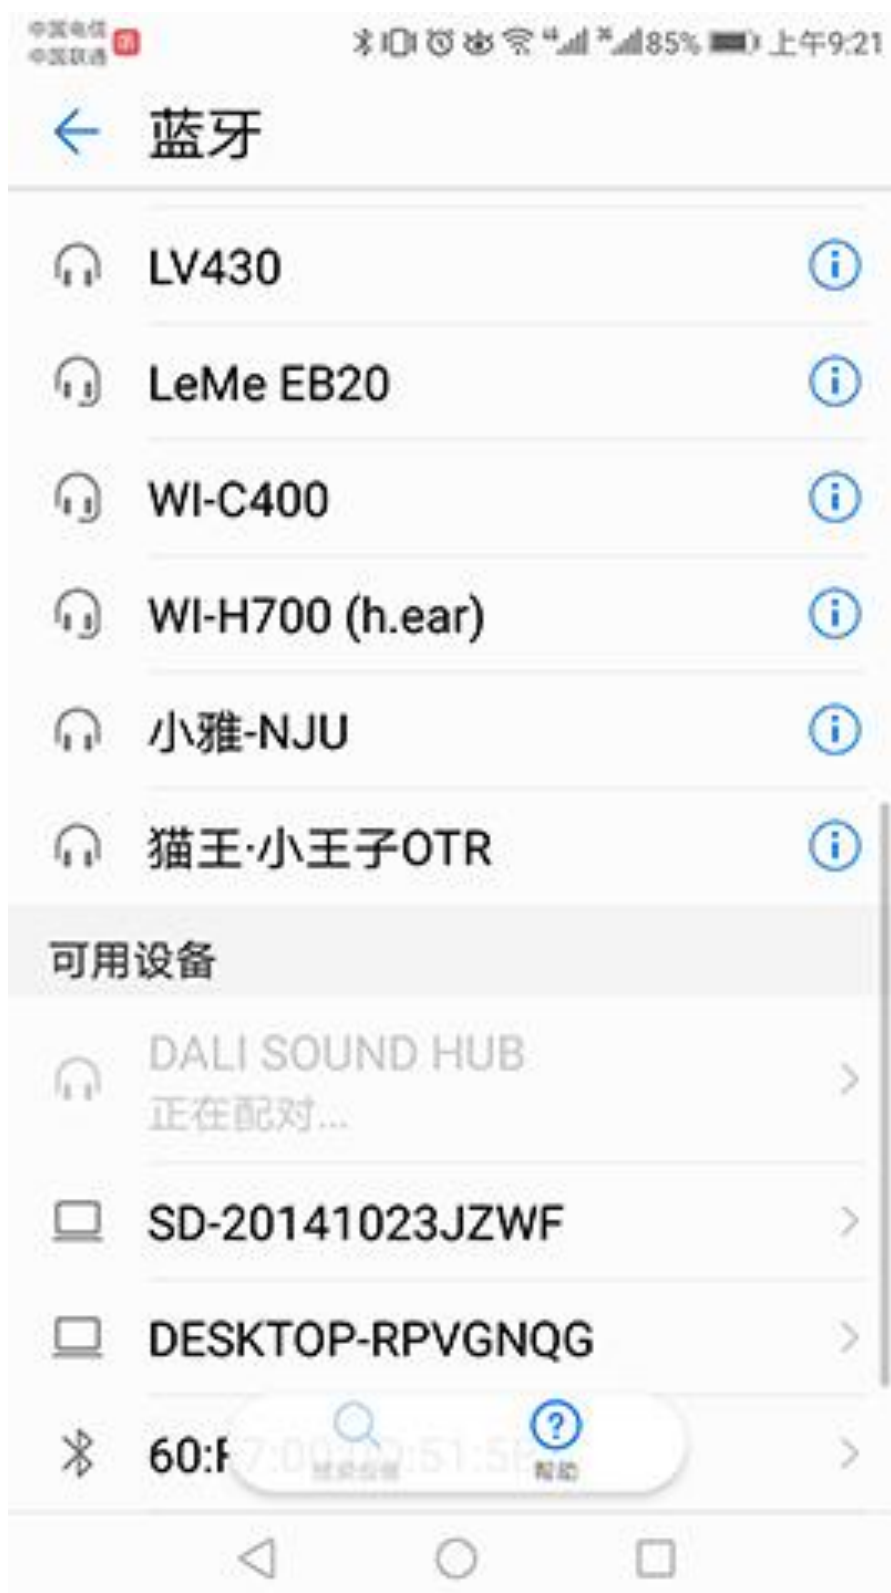 中国电信
中国联通
85% 上午9:21
蓝牙
LV430
LeMe EB20
WI-C400
WI-H700 (h.ear)
小雅-NJU
猫王·小王子OTR
可用设备
DALI SOUND HUB
正在配对...
SD-20141023JZWF
DESKTOP-RPVGNQG
帮助